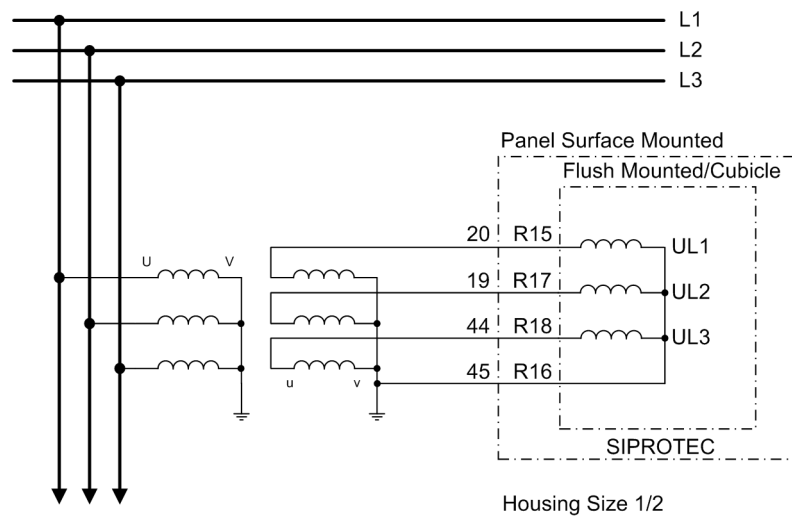 L1
L2
L3
Panel Surface Mounted
Flush Mounted/Cubicle
20 R15 UL1
U V
19 R17 UL2
44 R18 UL3
45 R16
u v
SIPROTEC
Housing Size 1/2